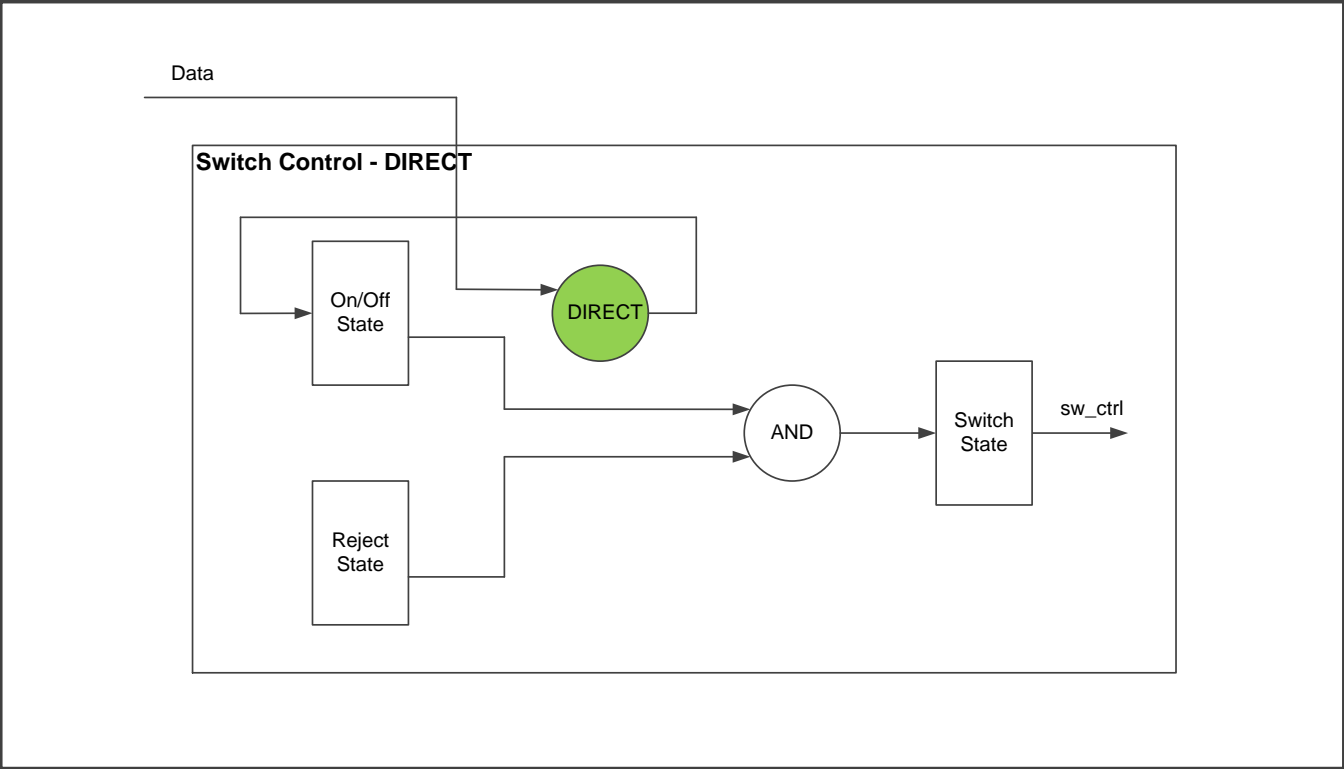 Data
Switch Control - DIRECT
On/Off
State
DIRECT
AND
Switch
State
sw_ctrl
Reject
State